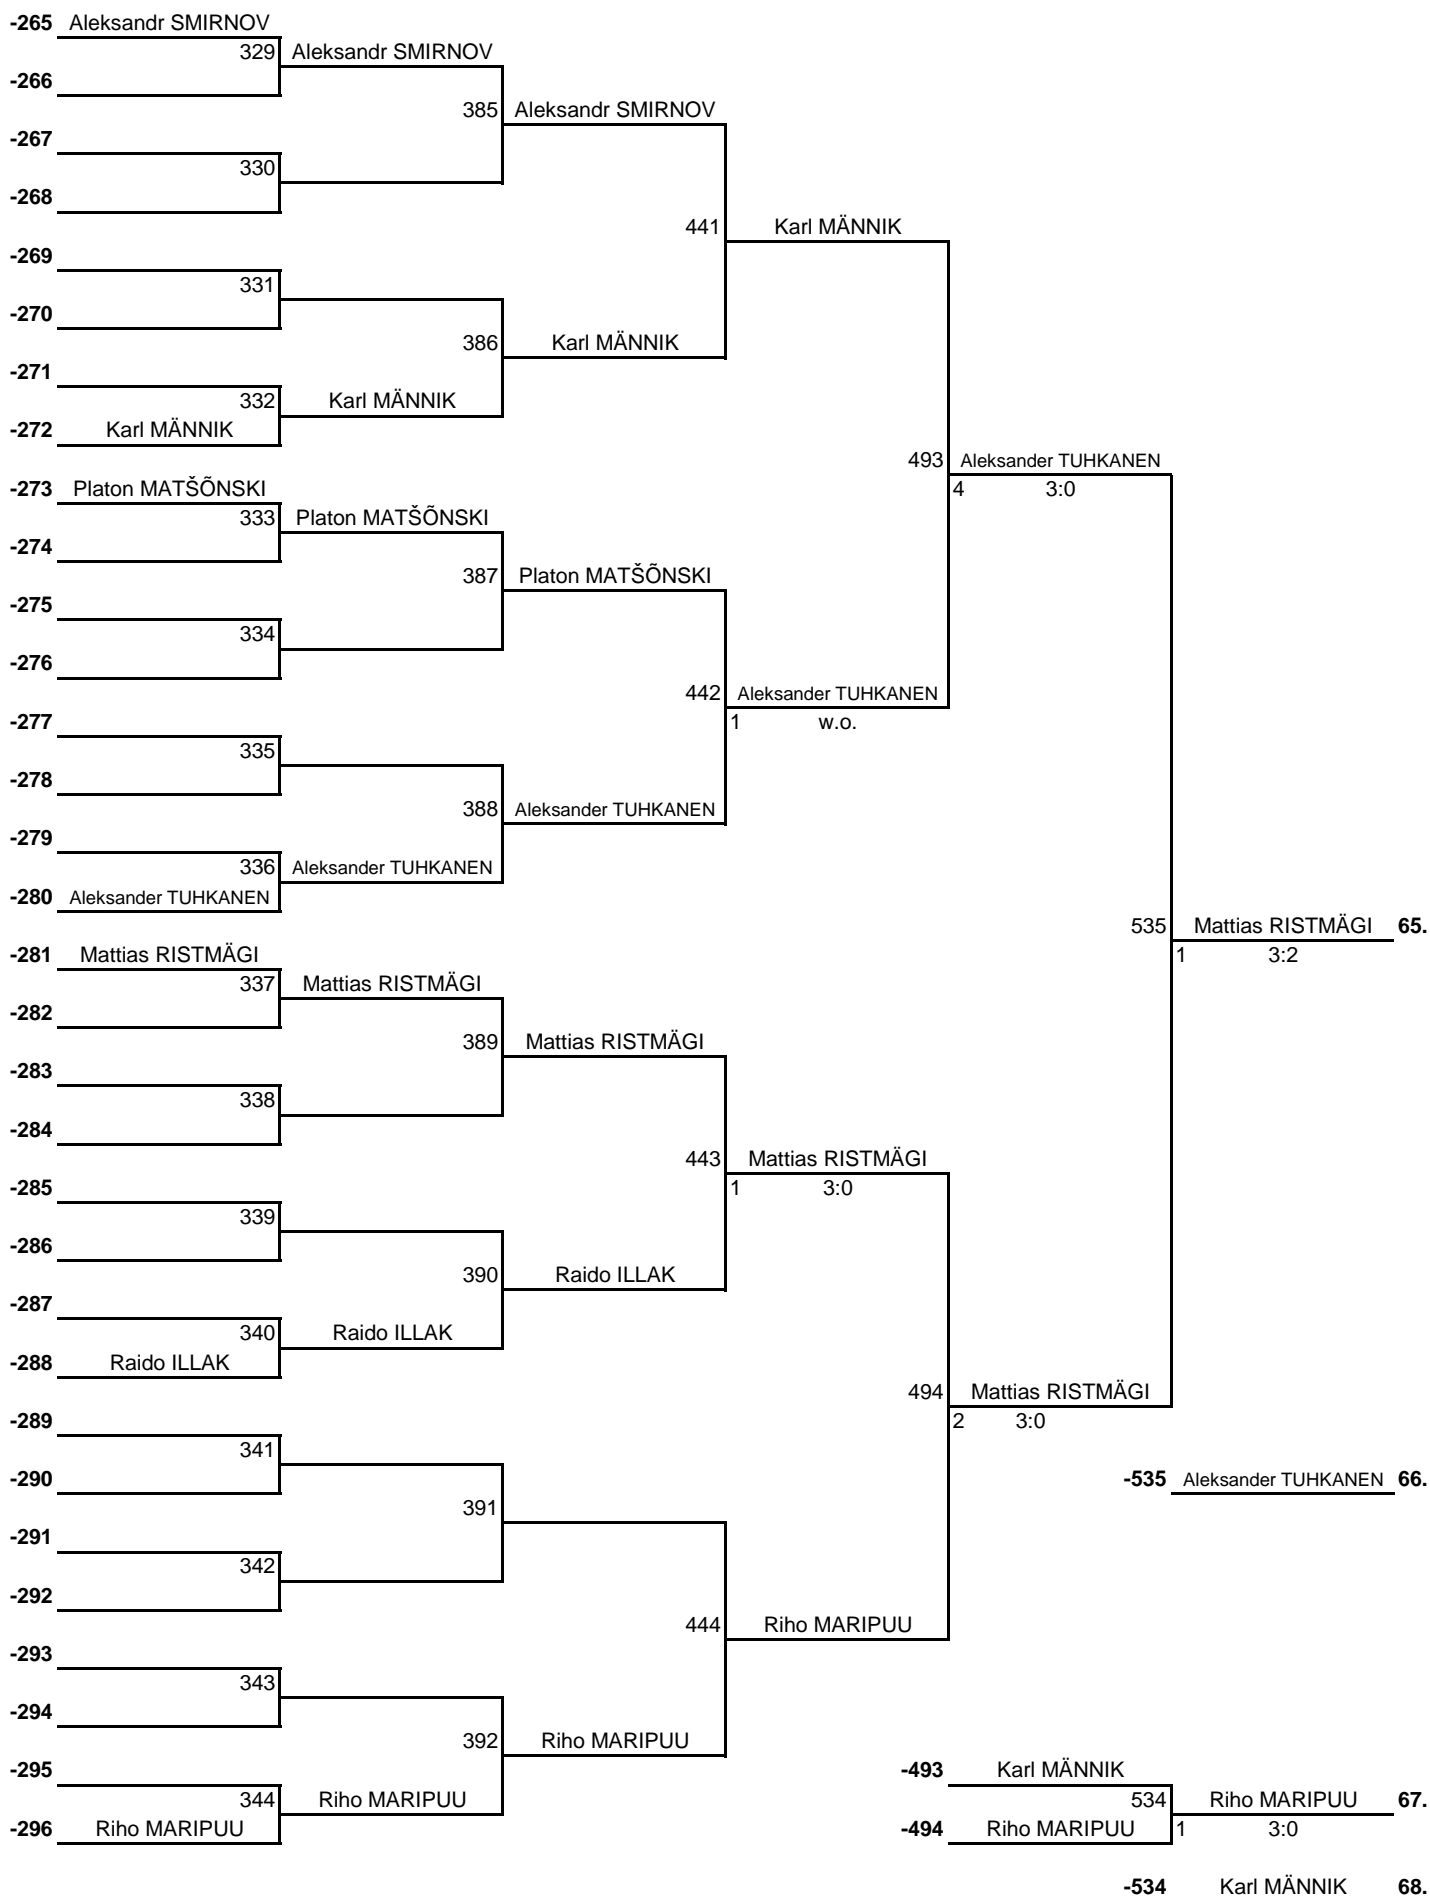 -265 Aleksandr SMIRNOV
329 Aleksandr SMIRNOV
-266
385 Aleksandr SMIRNOV
-267
330
-268
441 Karl MÄNNIK
-269
331
-270
386 Karl MÄNNIK
-271
332 Karl MÄNNIK
-272 Karl MÄNNIK
493 Aleksander TUHKANEN
-273 Platon MATŠÕNSKI
4 3:0
333 Platon MATŠÕNSKI
-274
387 Platon MATŠÕNSKI
-275
334
-276
442 Aleksander TUHKANEN
-277
1 w.o.
335
-278
388 Aleksander TUHKANEN
-279
336 Aleksander TUHKANEN
-280 Aleksander TUHKANEN
535 Mattias RISTMÄGI 65.
-281 Mattias RISTMÄGI
1 3:2
337 Mattias RISTMÄGI
-282
389 Mattias RISTMÄGI
-283
338
-284
443 Mattias RISTMÄGI
-285
1 3:0
339
-286
390 Raido ILLAK
-287
340 Raido ILLAK
-288 Raido ILLAK
494 Mattias RISTMÄGI
-289
2 3:0
341
-290
-535 Aleksander TUHKANEN 66.
391
-291
342
-292
444 Riho MARIPUU
-293
343
-294
392 Riho MARIPUU
-295
-493 Karl MÄNNIK
344 Riho MARIPUU
534 Riho MARIPUU 67.
-296 Riho MARIPUU
-494 Riho MARIPUU
1 3:0
-534 Karl MÄNNIK 68.